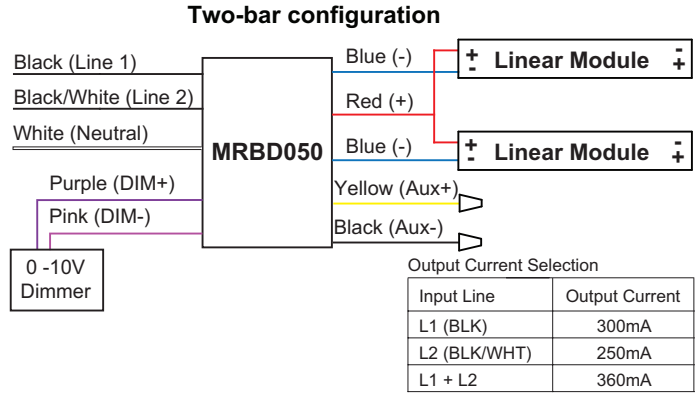 Two-bar configuration
Black (Line 1)
Black/White (Line 2)
White (Neutral)
Purple (DIM+)
Pink (DIM-)
0 -10V
Dimmer
MRBD050
Blue (-)
Red (+)
Blue (-)
Yellow (Aux+)
Black (Aux-)
+ Linear Module -
- +
+ Linear Module -
- +
Output Current Selection
Input Line Output Current
L1 (BLK) 300mA
L2 (BLK/WHT) 250mA
L1 + L2 360mA